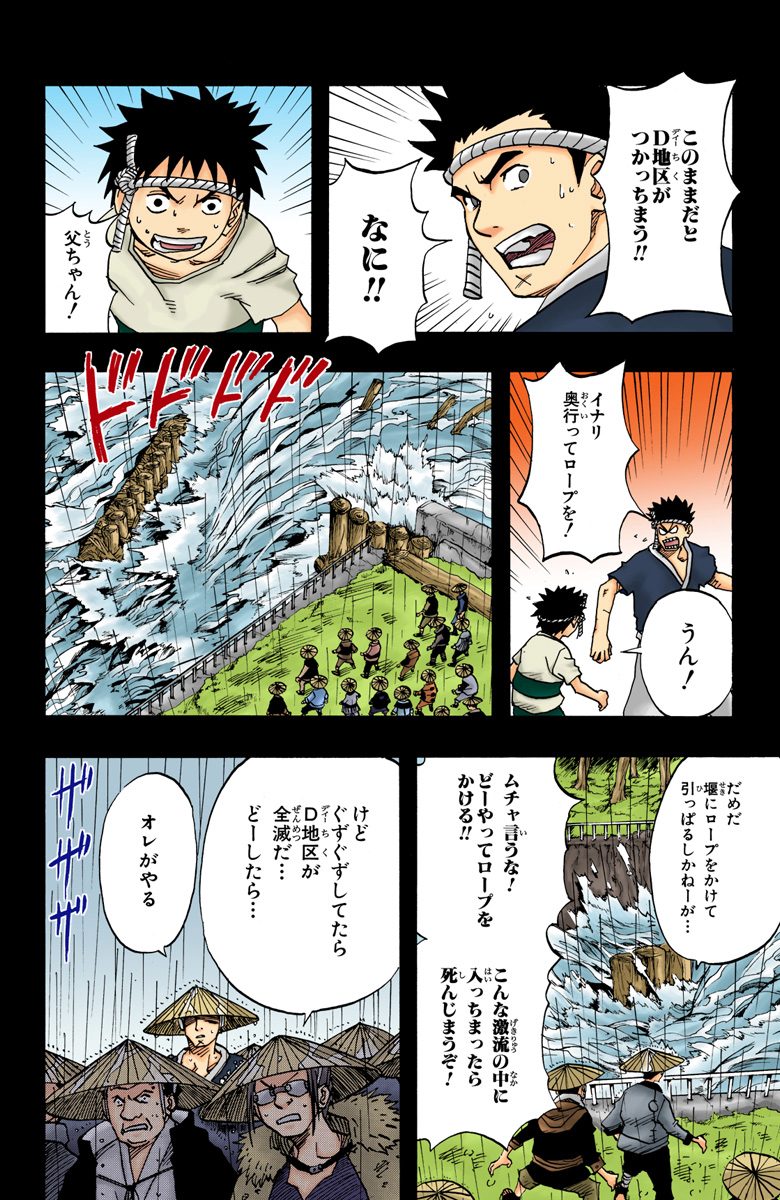 このままだと
D地区が
つかっちまう!!
なに!!
父ちゃん!
イナリ
奥行ってロープを!
うん!
ドドドド
だめだ
堰にロープをかけて
引っぱるしかねーが…
ムチャ言うな!
どーやってロープを
かける!!
こんな激流の中に
入っちまったら
死んじまうぞ!
けど
ぐずぐずしてたら
D地区が
全滅だ…
どーしたら…
オレがやる
ザザザ